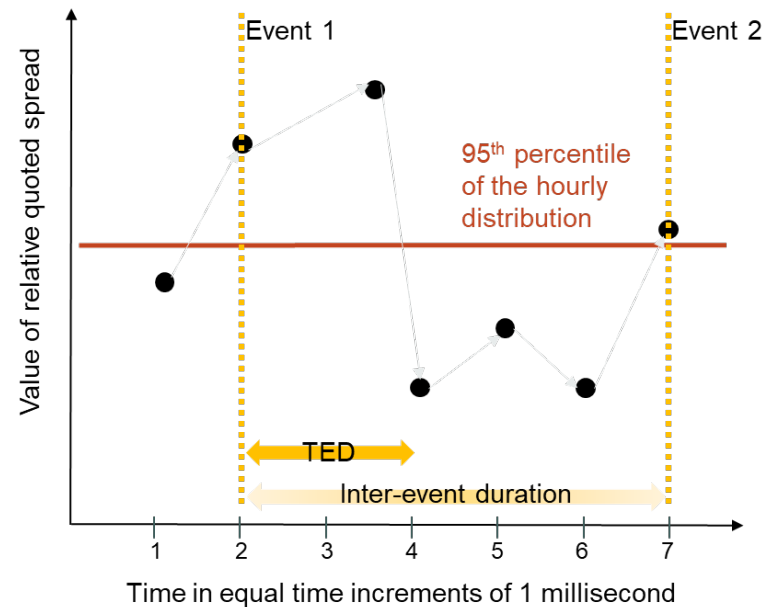 Event 1
Event 2
Value of relative quoted spread
95th percentile
of the hourly
distribution
TED
Inter-event duration
1 2 3 4 5 6 7
Time in equal time increments of 1 millisecond